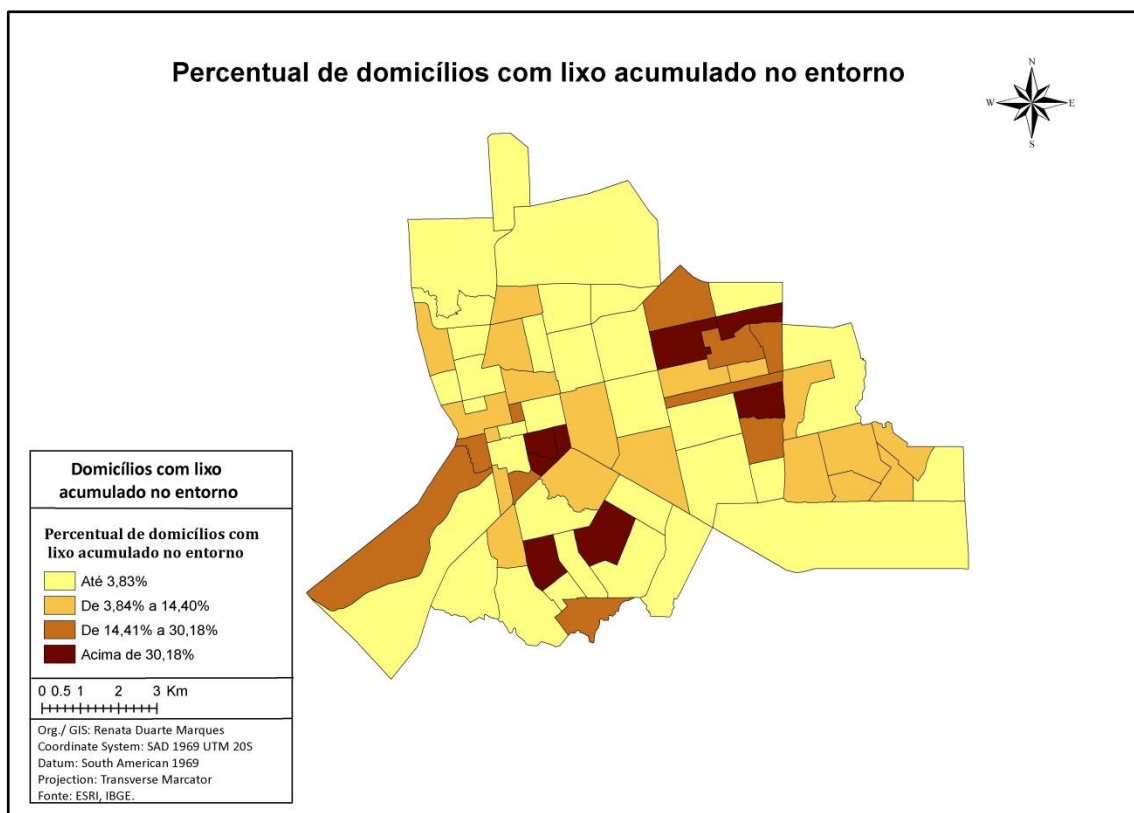 Percentual de domicílios com lixo acumulado no entorno
N
W
E
S
Domicílios com lixo
acumulado no entorno
Percentual de domicílios com
lixo acumulado no entorno
Até 3,83%
De 3,84% a 14,40%
De 14,41% a 30,18%
Acima de 30,18%
0 0.5 1 2 3 Km
Org./ GIS: Renata Duarte Marques
Coordinate System: SAD 1969 UTM 20S
Datum: South American 1969
Projection: Transverse Marcator
Fonte: ESRI, IBGE.